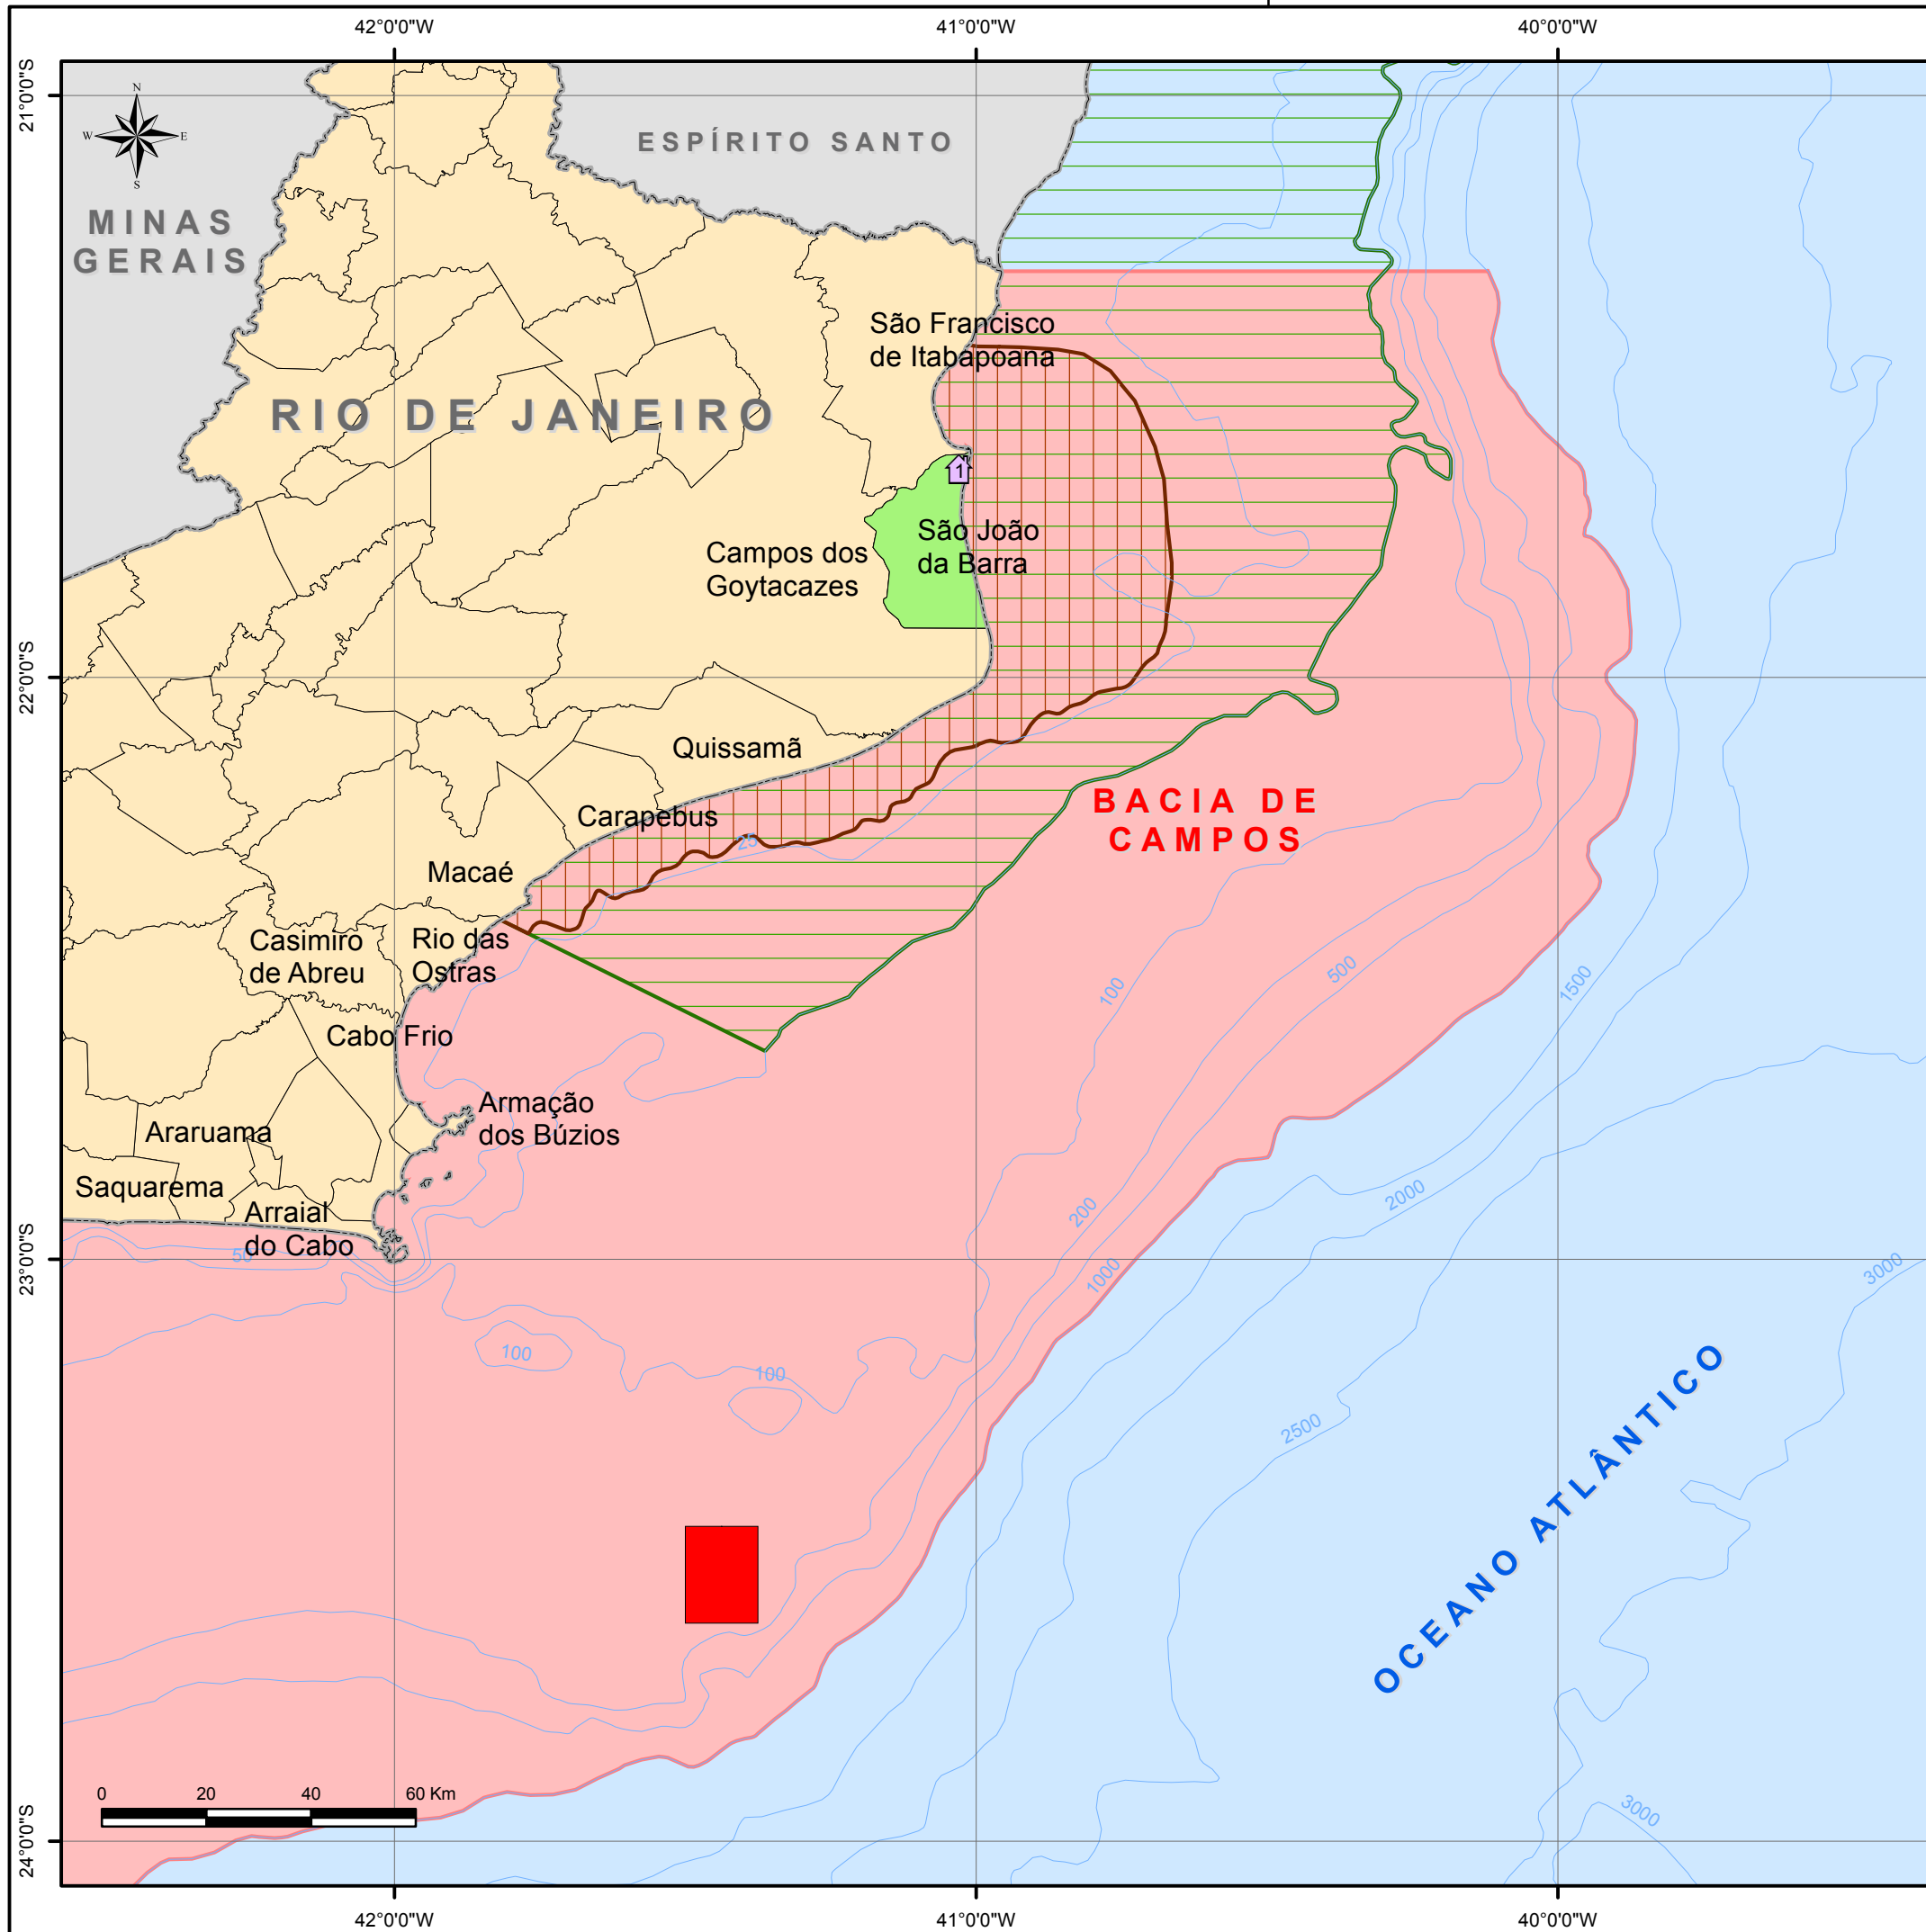 42°0'0"W
41°0'0"W
40°0'0"W
21°0'0"S
N
W
E
S
ESPÍRITO SANTO
MINAS
GERAIS
São Francisco
de Itabapoana
RIO DE JANEIRO
1
São João
da Barra
Campos dos
Goytacazes
22°0'0"S
Quissamã
BACIA DE
CAMPOS
Carapebus
25
Macaé
Casimiro
de Abreu
Rio das
Ostras
100
500
1500
Cabo Frio
Armação
dos Búzios
Araruama
Saquarema
Arraial
do Cabo
50
200
2000
1000
23°0'0"S
3000
100
100
2500
OCEANO ATLÂNTICO
0
20
40
60 Km
3000
24°0'0"S
42°0'0"W
41°0'0"W
40°0'0"W